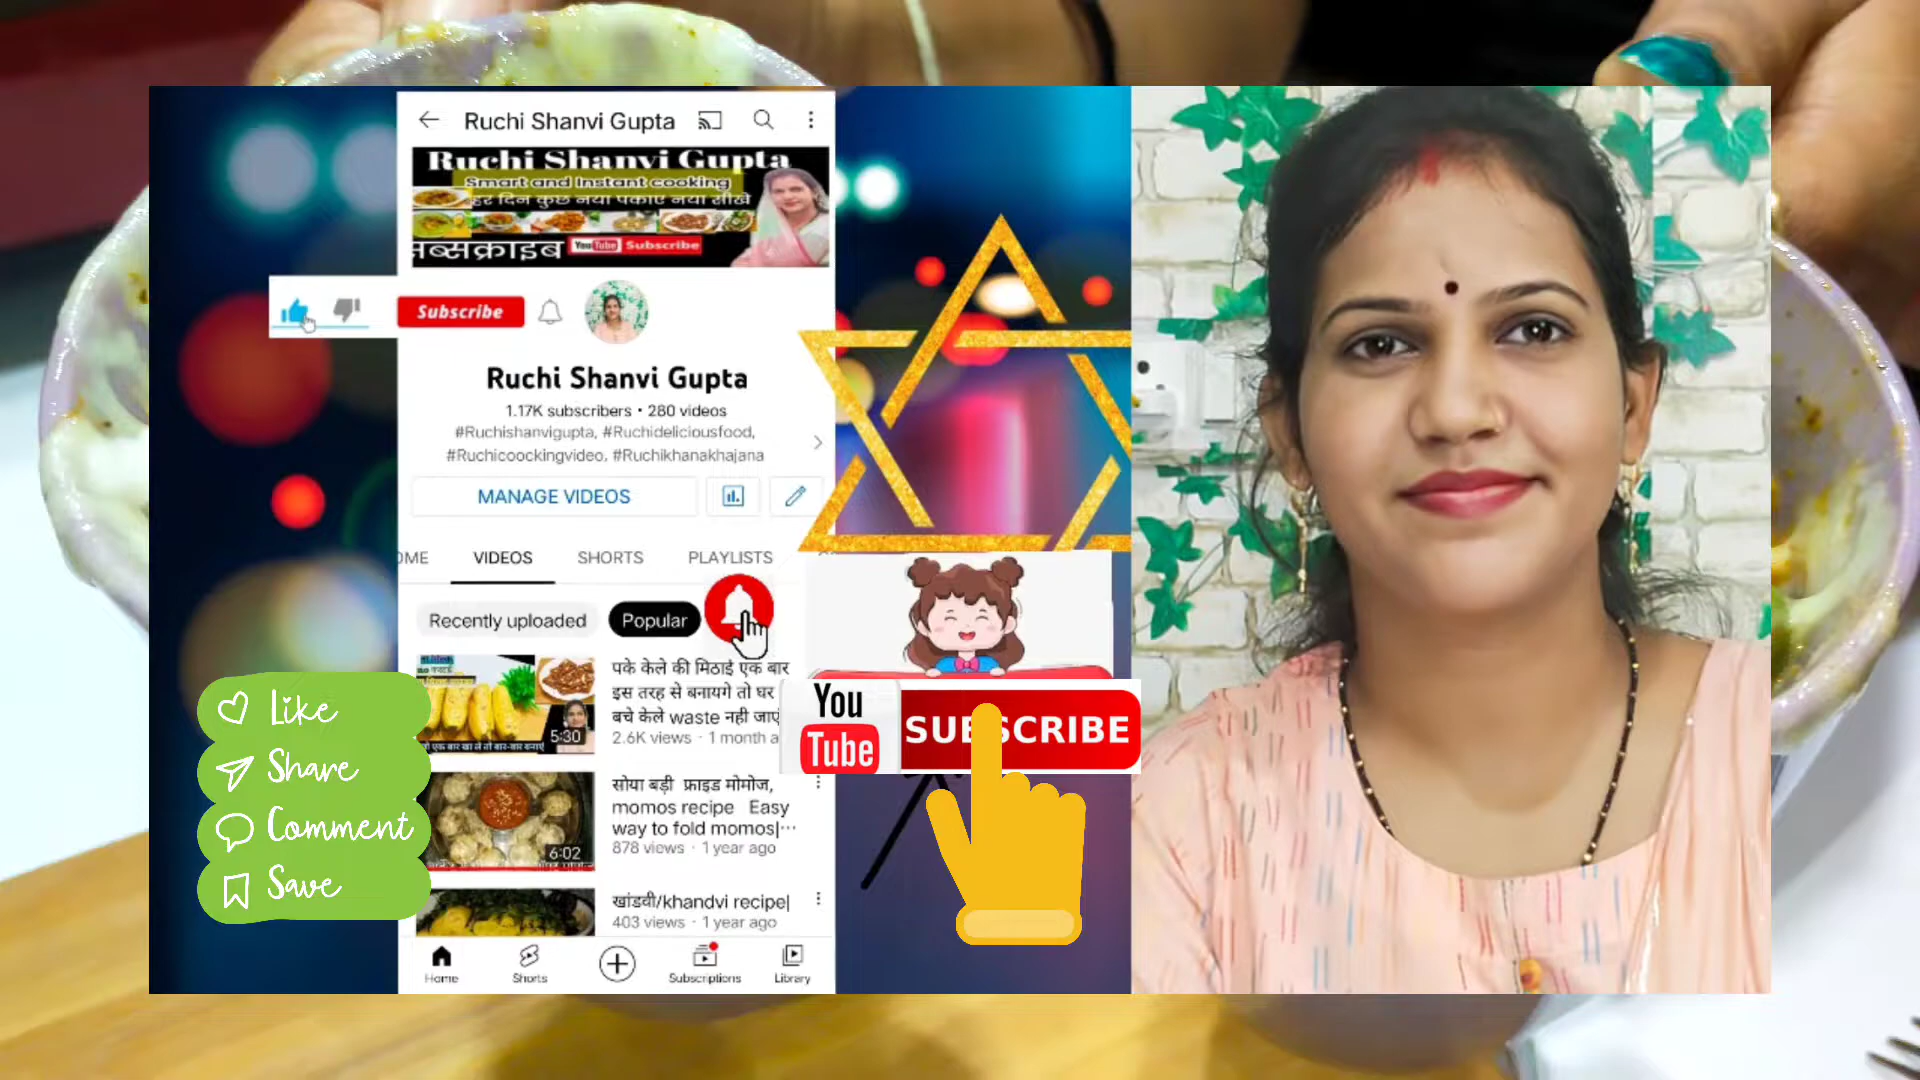 Ruchi Shanvi Gupta
Ruchi Shanvi Gupta
Smart and Instant cooking
हर दिन कुछ नया पकाए नया सीखे
सब्सक्राइब YouTube Subscribe
Subscribe
Ruchi Shanvi Gupta
1.17K subscribers • 280 videos
#Ruchishanvigupta, #Ruchideliciousfood,
#Ruchicoockingvideo, #Ruchikhanakhajana
MANAGE VIDEOS
OME VIDEOS SHORTS PLAYLISTS
Recently uploaded Popular
पके केले की मिठाई एक बार
इस तरह से बनायगे तो घर
बचे केले waste नही जाएं
2.6K views · 1 month a
5:30
सोया बड़ी फ्राइड मोमोज,
momos recipe Easy
way to fold momos|...
878 views · 1 year ago
6:02
खांडवी/khandvi recipe|
403 views · 1 year ago
Home Shorts Subscriptions Library
Like
Share
Comment
Save
You
Tube
SUBSCRIBE